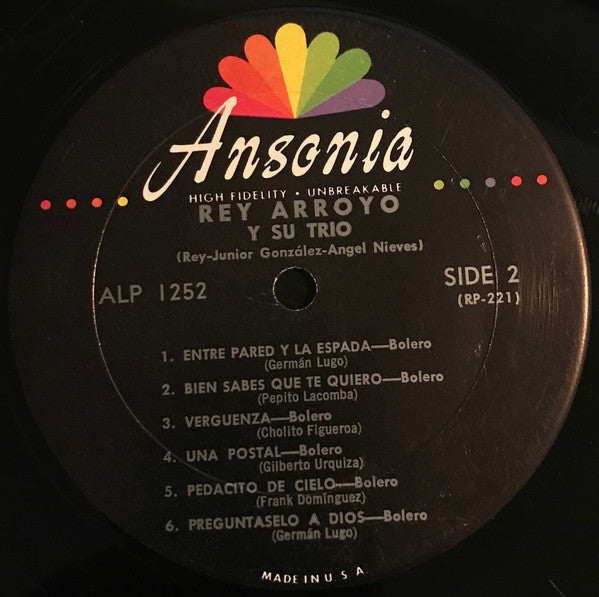 Ansonia
HIGH FIDELITY • UNBREAKABLE
REY ARROYO
Y SU TRIO
(Rey-Junior González-Angel Nieves)
ALP 1252
SIDE 2
(RP-221)
1. ENTRE PARED Y LA ESPADA—Bolero
(Germán Lugo)
2. BIEN SABES QUE TE QUIERO—Bolero
(Pepito Lacomba)
3. VERGUENZA—Bolero
(Cholito Figueroa)
4. UNA POSTAL—Bolero
(Gilberto Urquiza)
5. PEDACITO DE CIELO—Bolero
(Frank Domínguez)
6. PREGUNTASELO A DIOS—Bolero
(Germán Lugo)
MADE IN U. S. A.